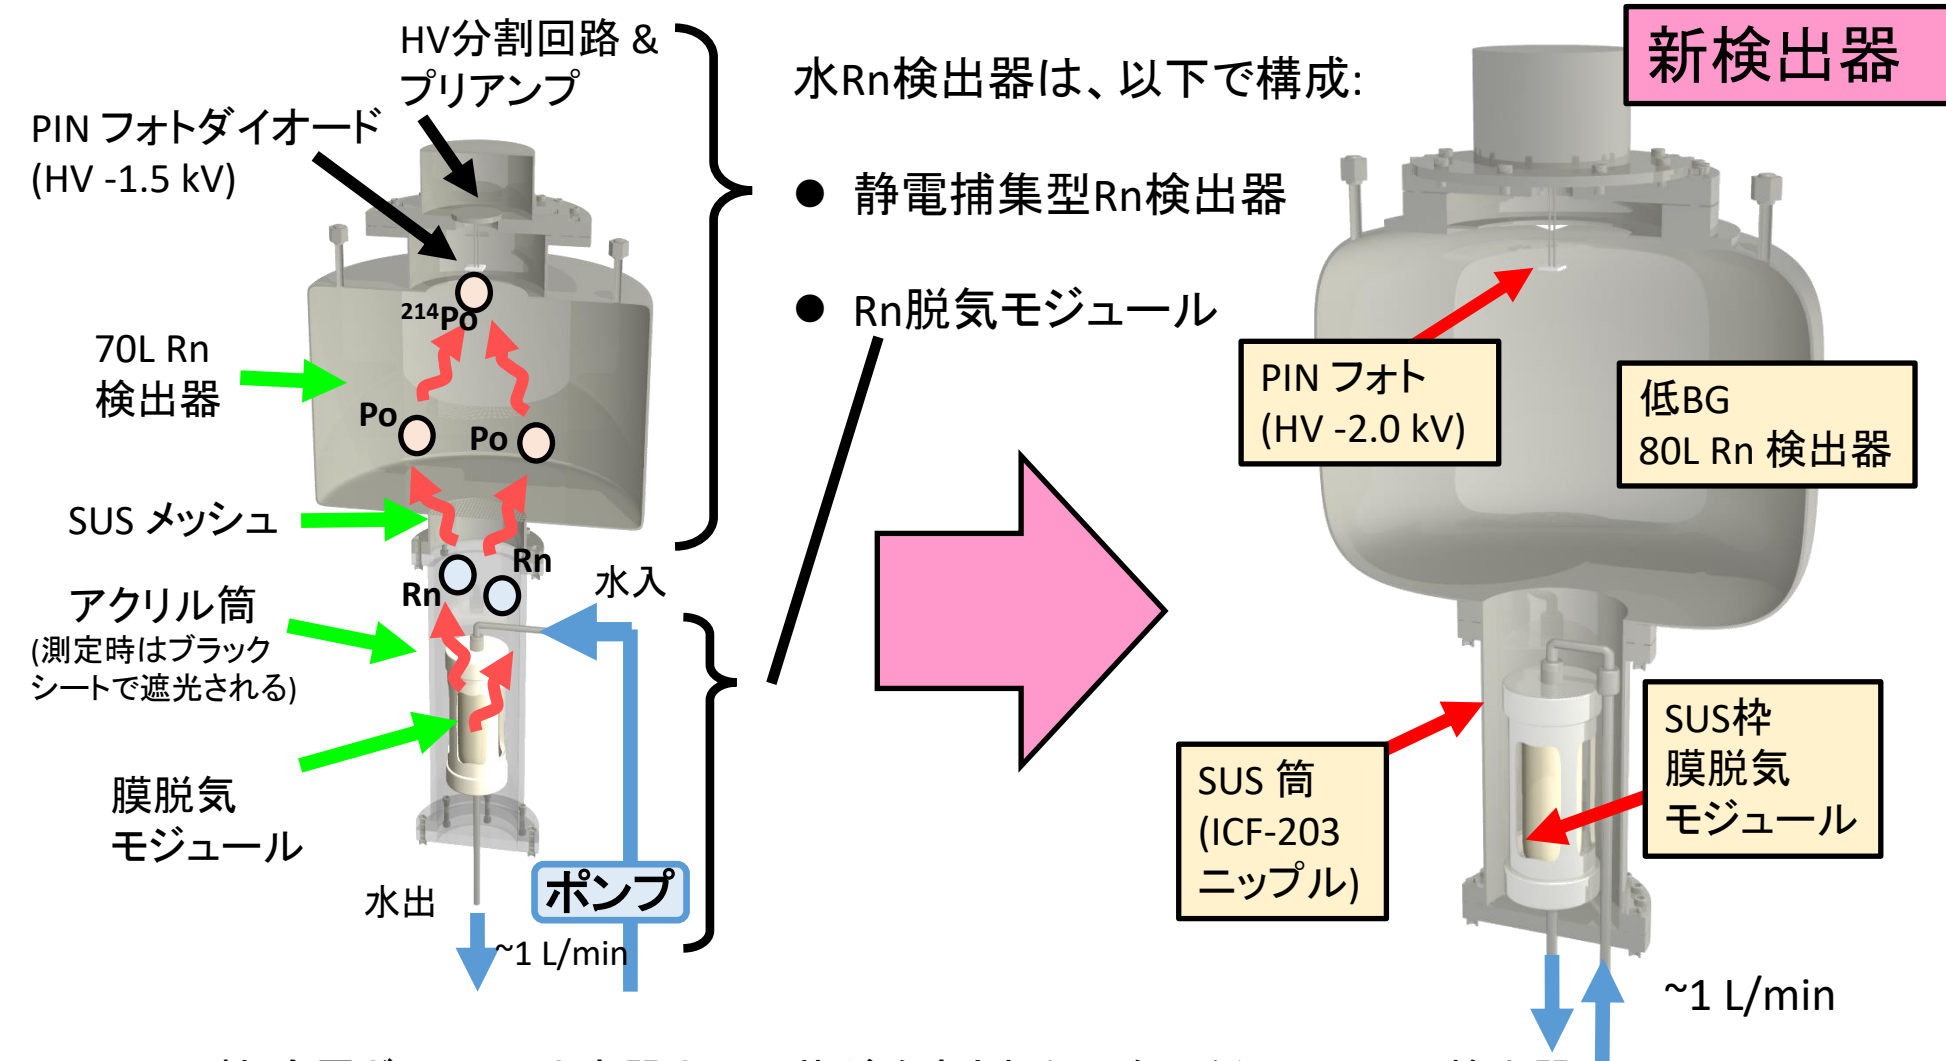 HV分割回路 &
プリアンプ
PIN フォトダイオード
(HV -1.5 kV)
214Po
70L Rn
検出器
Po
Po
SUS メッシュ
Rn
Rn
水入
アクリル筒
(測定時はブラック
シートで遮光される)
膜脱気
モジュール
水出
ポンプ
~1 L/min
水Rn検出器は、以下で構成:
● 静電捕集型Rn検出器
● Rn脱気モジュール
新検出器
PIN フォト
(HV -2.0 kV)
低BG
80L Rn 検出器
SUS 筒
(ICF-203
ニップル)
SUS枠
膜脱気
モジュール
~1 L/min